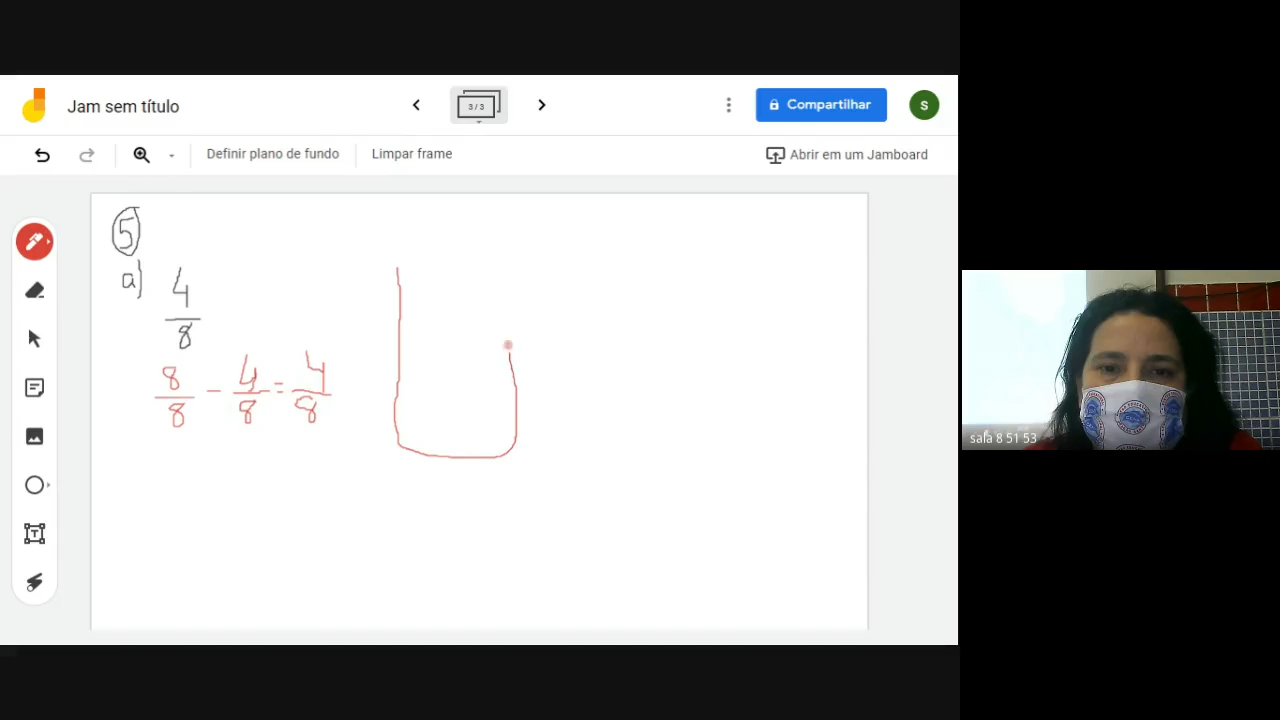 Jam sem título
3 / 3
Compartilhar
S
Definir plano de fundo
Limpar frame
Abrir em um Jamboard
5
a) 4/8
8/8 - 4/8 = 4/8
T
sala 8 51 53